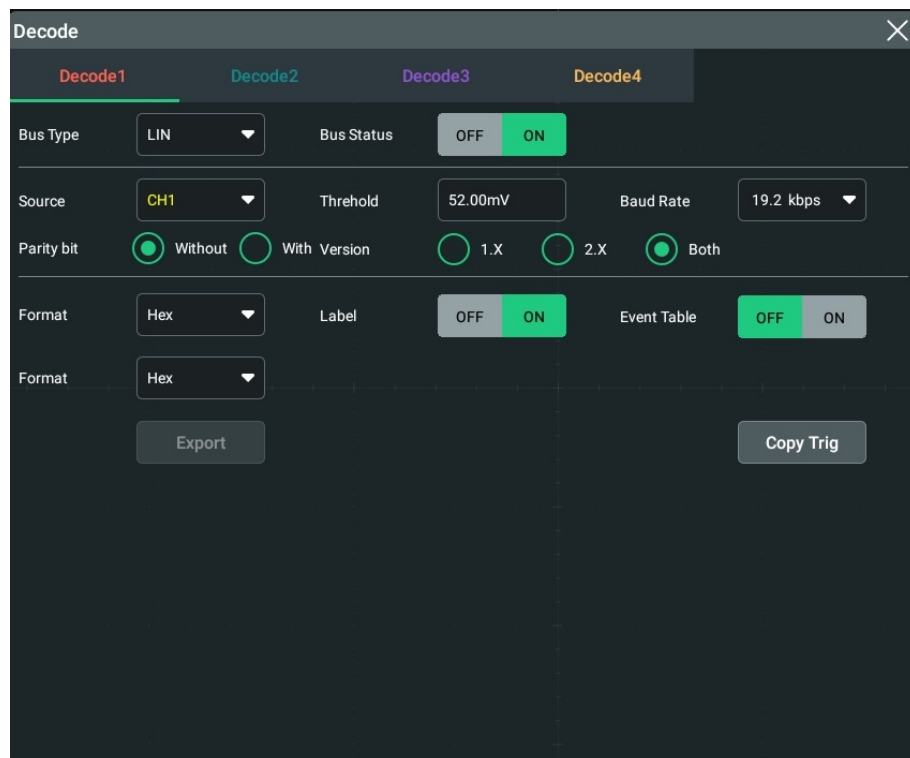 Decode
Decode1 Decode2 Decode3 Decode4
Bus Type LIN Bus Status OFF ON
Source CH1 Threhold 52.00mV Baud Rate 19.2 kbps
Parity bit Without With Version 1.X 2.X Both
Format Hex Label OFF ON Event Table OFF ON
Format Hex
Export Copy Trig